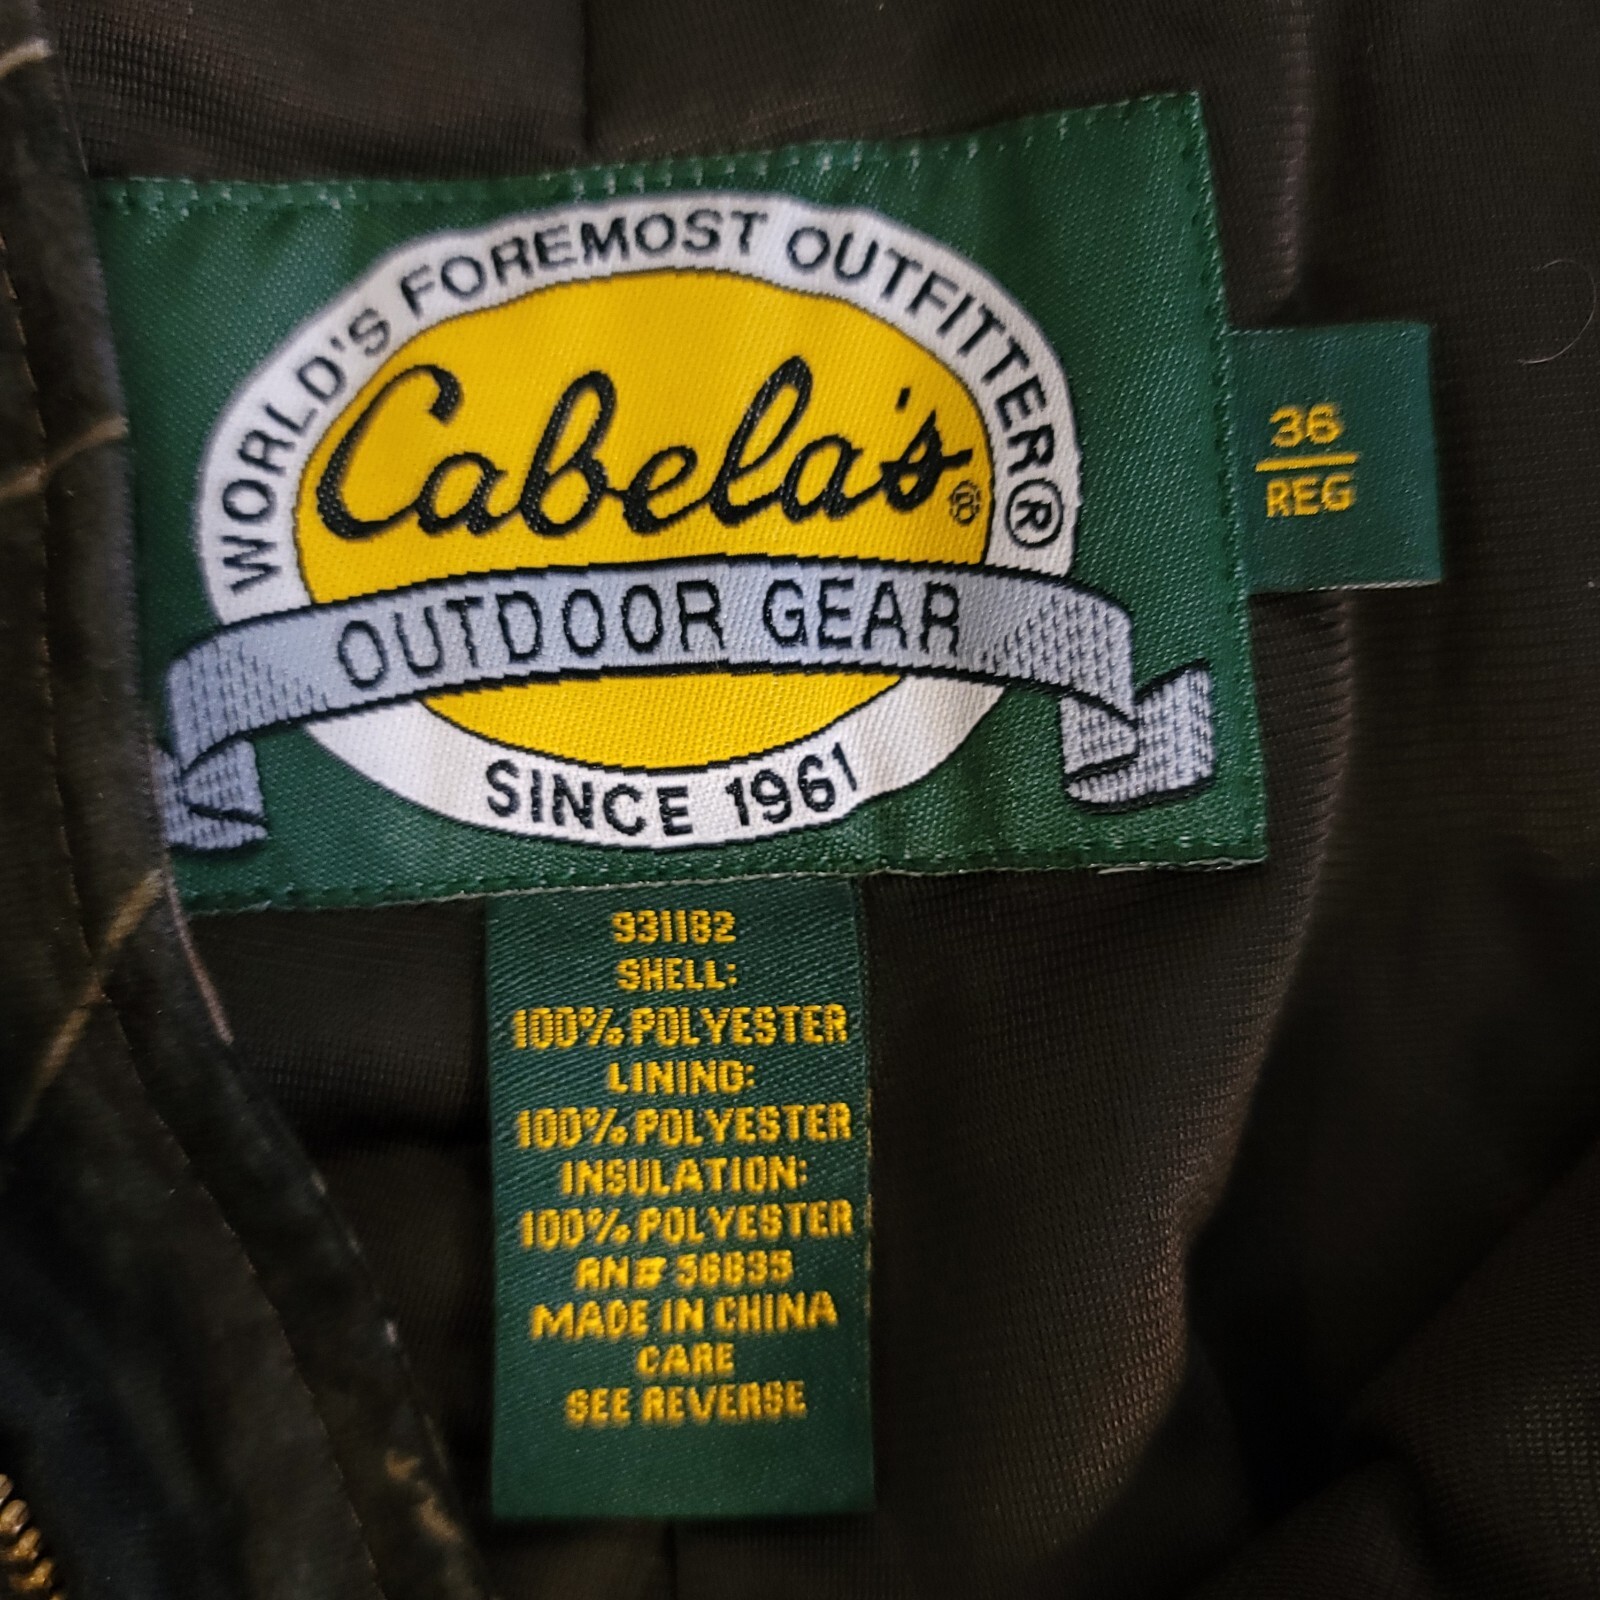 WORLD'S FOREMOST OUTFITTER®
Cabela's®
OUTDOOR GEAR
SINCE 1961
36
REG
931182
SHELL:
100% POLYESTER
LINING:
100% POLYESTER
INSULATION:
100% POLYESTER
RN# 56835
MADE IN CHINA
CARE
SEE REVERSE